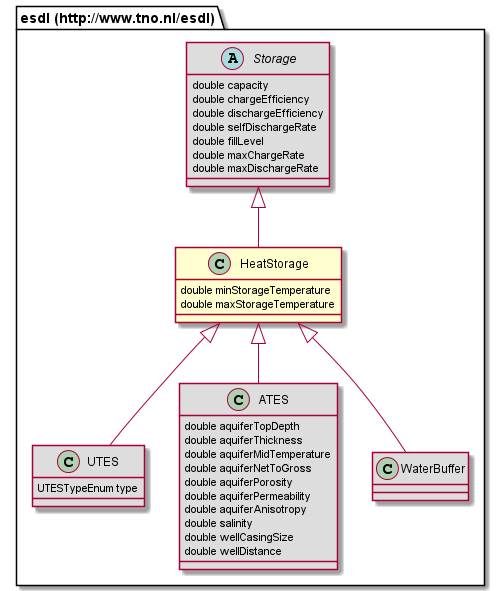 esdl (http://www.tno.nl/esdl)
A Storage
double capacity
double chargeEfficiency
double dischargeEfficiency
double selfDischargeRate
double fillLevel
double maxChargeRate
double maxDischargeRate
C HeatStorage
double minStorageTemperature
double maxStorageTemperature
C UTES
UTESTypeEnum type
C ATES
double aquiferTopDepth
double aquiferThickness
double aquiferMidTemperature
double aquiferNetToGross
double aquiferPorosity
double aquiferPermeability
double aquiferAnisotropy
double salinity
double wellCasingSize
double wellDistance
C WaterBuffer